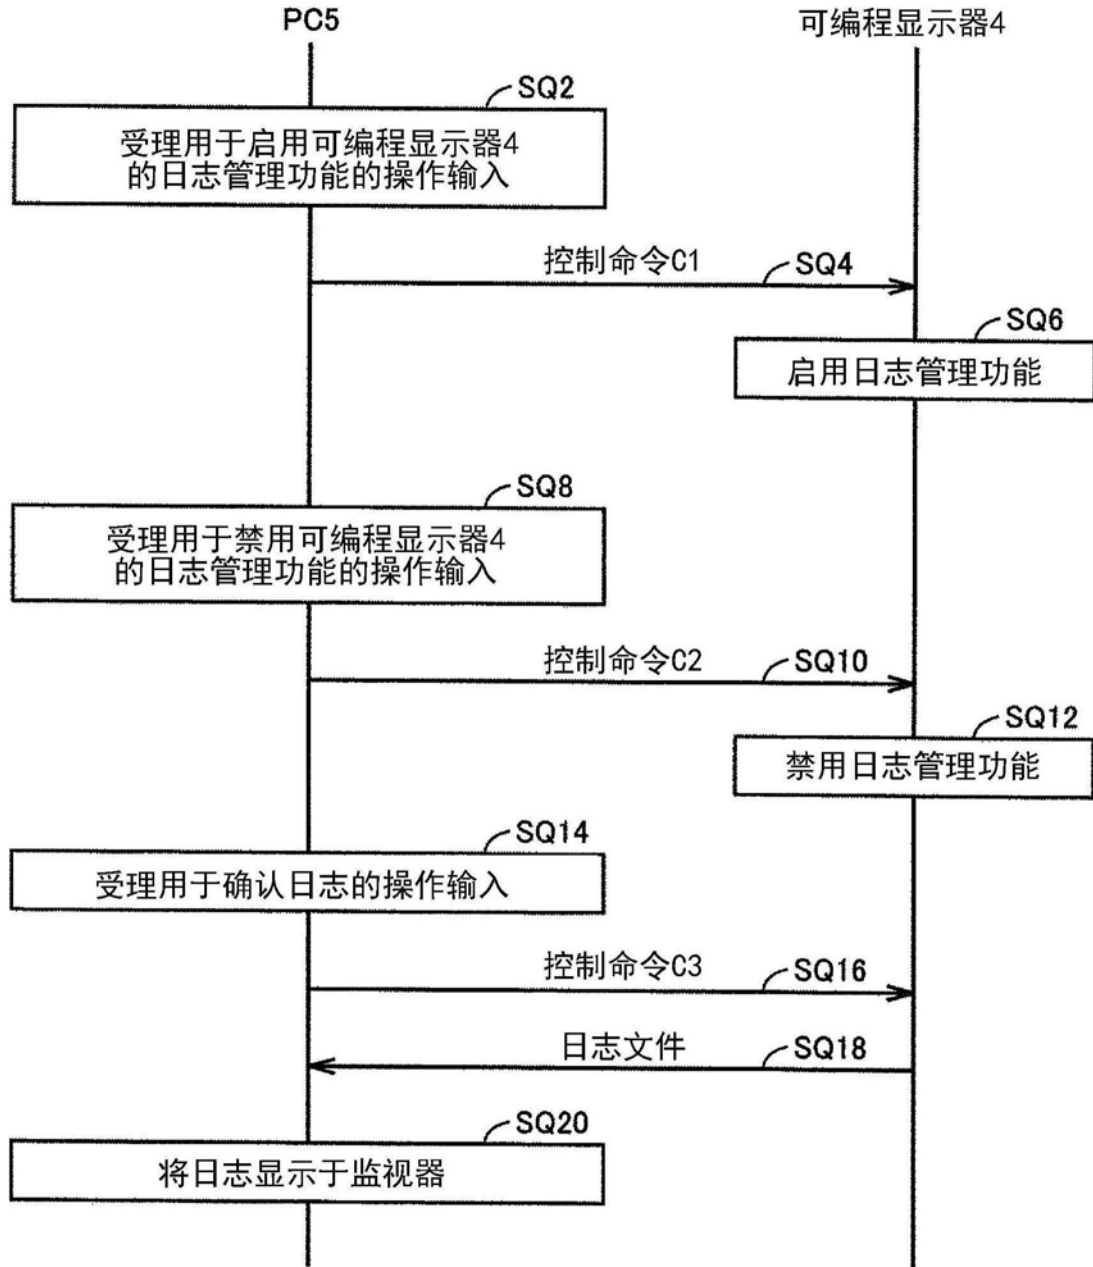 PC5
可编程显示器4
SQ2
受理用于启用可编程显示器4
的日志管理功能的操作输入
控制命令C1
SQ4
SQ6
启用日志管理功能
SQ8
受理用于禁用可编程显示器4
的日志管理功能的操作输入
控制命令C2
SQ10
SQ12
禁用日志管理功能
SQ14
受理用于确认日志的操作输入
控制命令C3
SQ16
日志文件
SQ18
SQ20
将日志显示于监视器